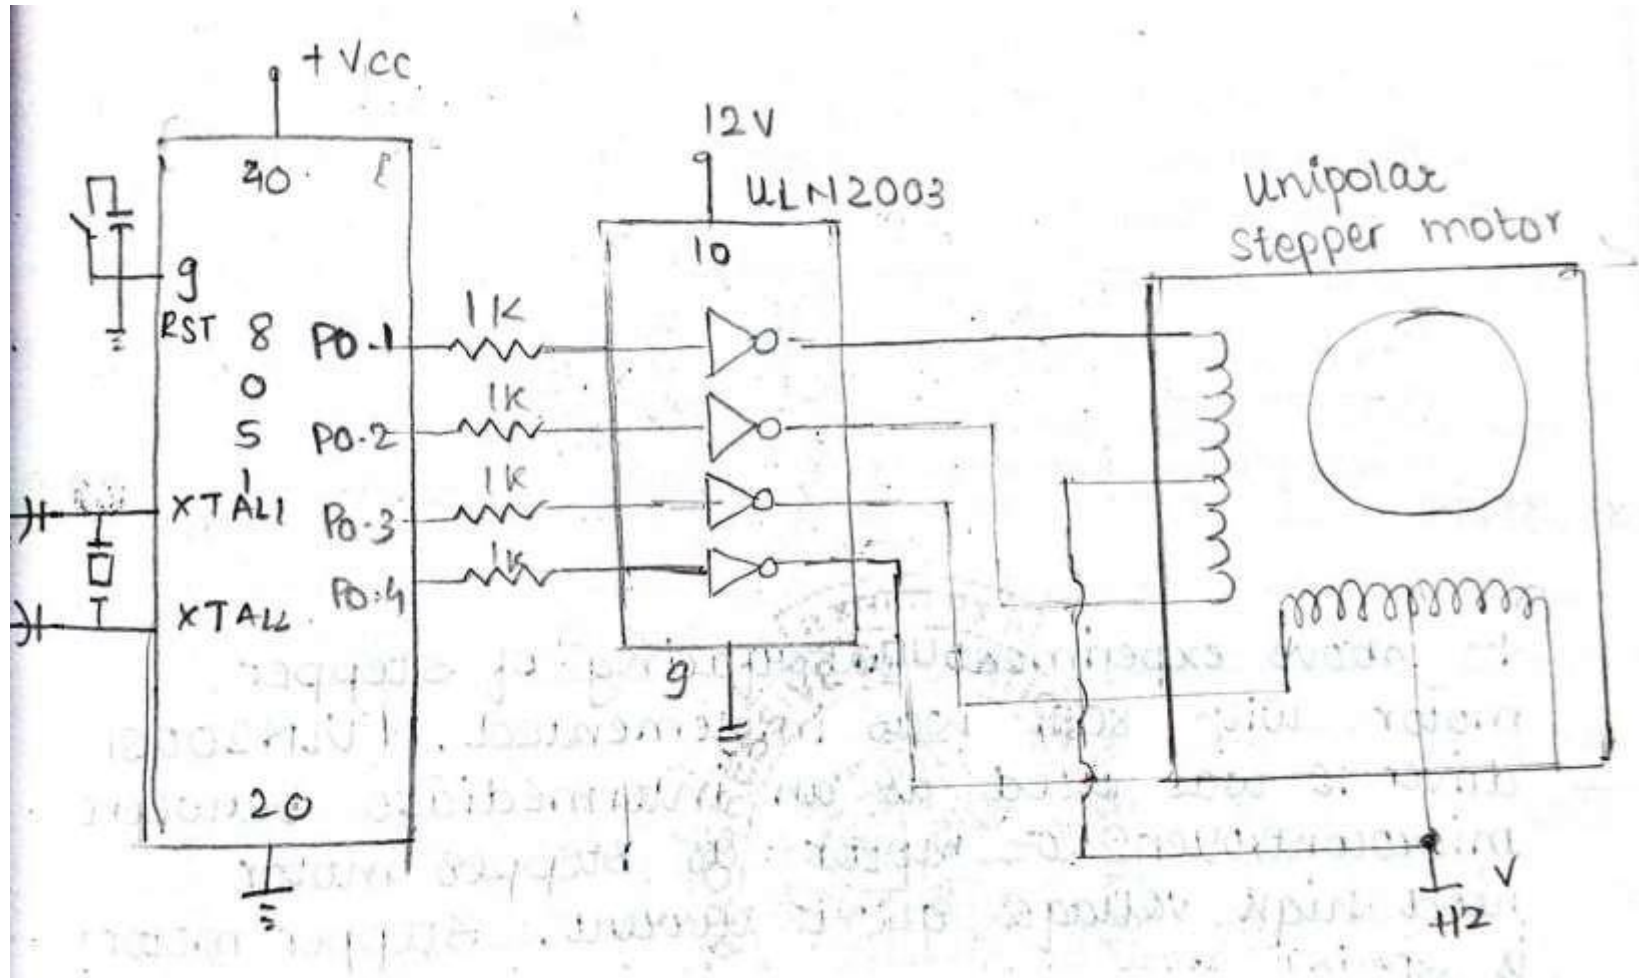 +Vcc
12V
ULN2003
unipolar
stepper motor
40
10
9
RST
8
0
5
1
P0.1
1K
P0.2
1K
P0.3
1K
P0.4
1K
XTAL1
XTAL2
9
20
V
+12